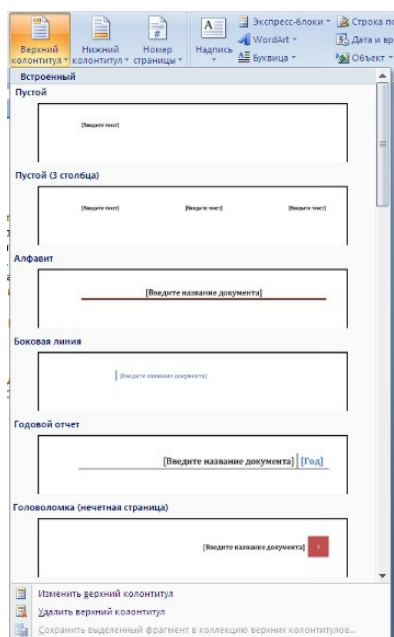 Верхний колонтитул
Нижний колонтитул
Номер страницы
Надпись
Экспресс-блоки
WordArt
Буквица
Строка по
Дата и вр
Объект
Встроенный
Пустой
[Введите текст]
Пустой (3 столбца)
[Введите текст] [Введите текст] [Введите текст]
Алфавит
[Введите название документа]
Боковая линия
[Введите название документа]
Годовой отчет
[Введите название документа] [Год]
Головоломка (нечетная страница)
[Введите название документа] 1
Изменить верхний колонтитул
Удалить верхний колонтитул
Сохранить выделенный фрагмент в коллекцию верхних колонтитулов...